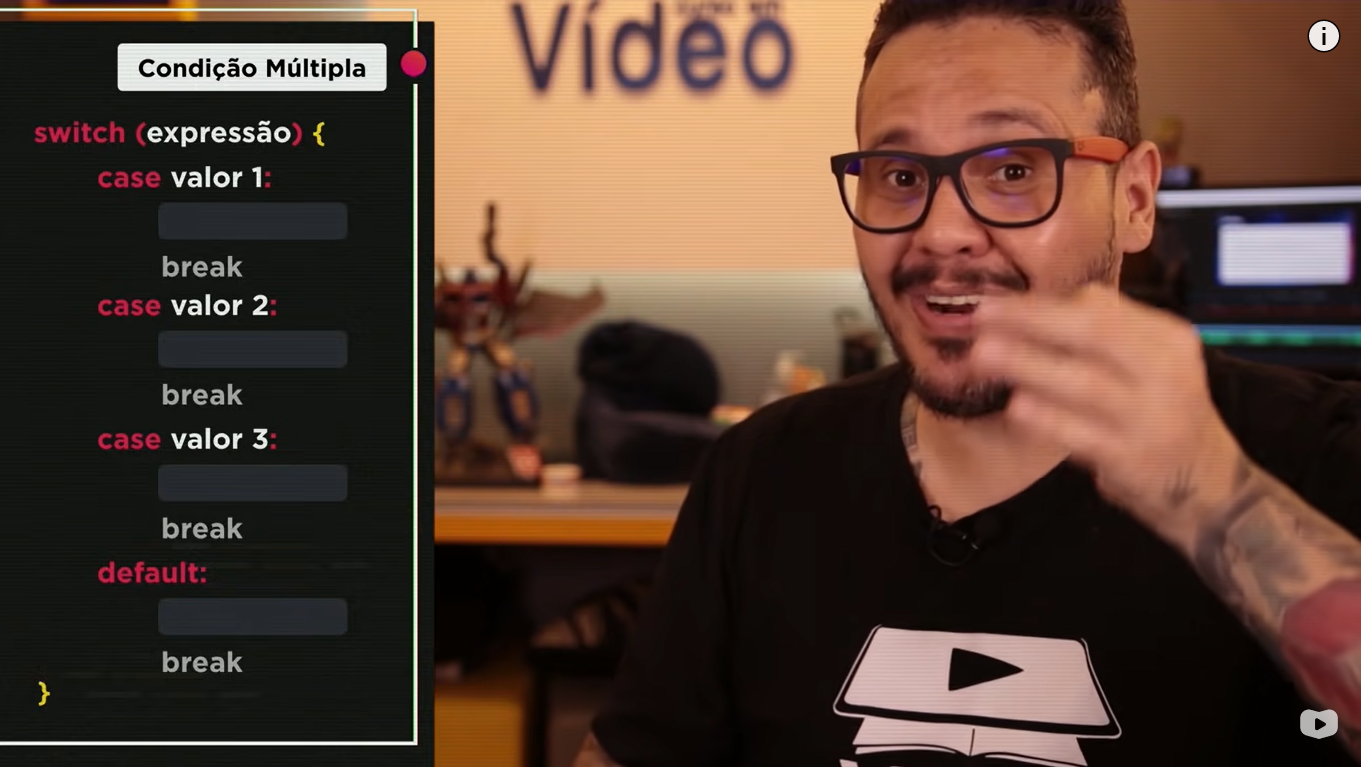 Condição Múltipla
switch (expressão) {
case valor 1:
break
case valor 2:
break
case valor 3:
break
default:
break
}
Vídeo
i